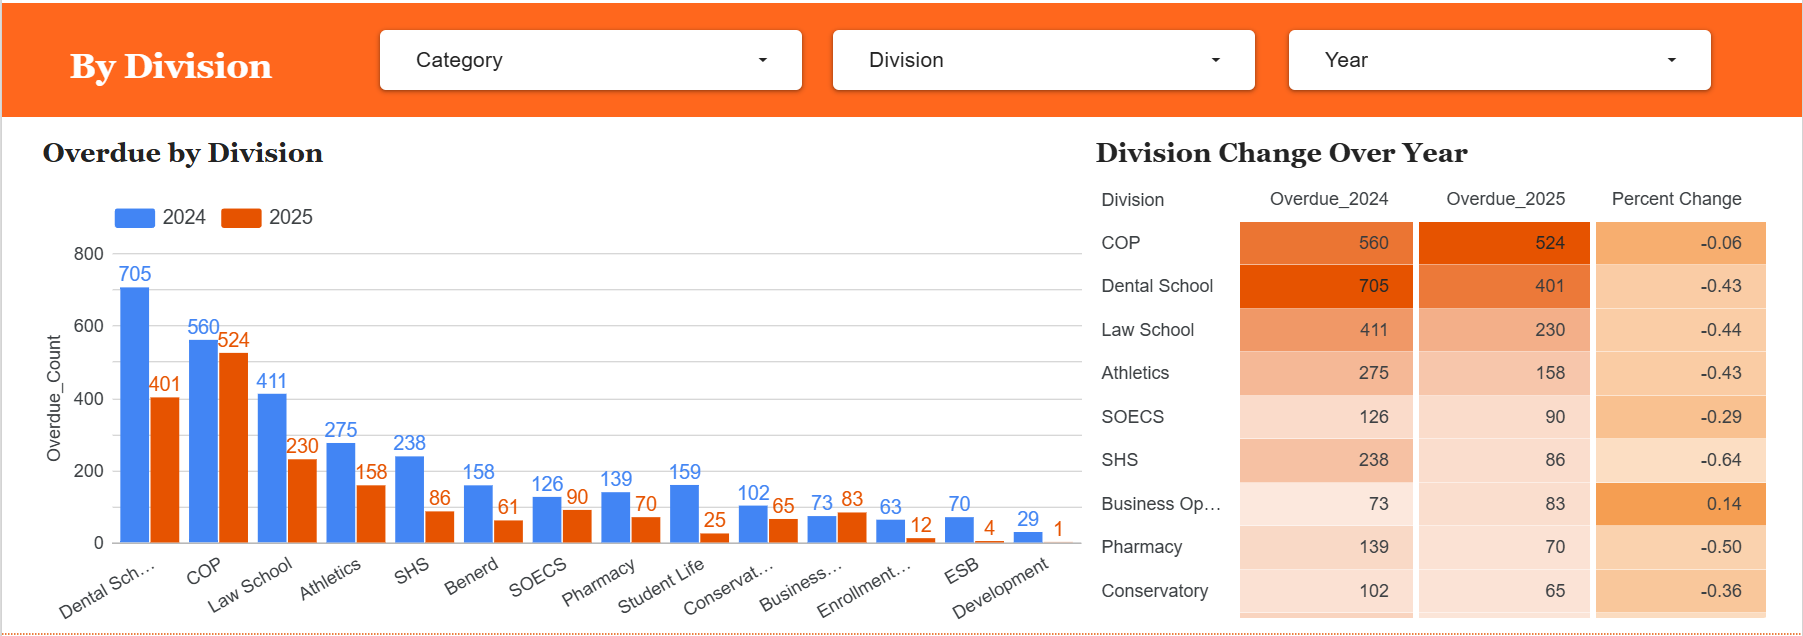 By Division
Category
Division
Year
Overdue by Division
2024 2025
Overdue_Count
800
600
400
200
0
705 401
560 524
411 230
275 158
238 86
158 61
126 90
139 70
159 25
102 65
73 83
63 12
70 4
29 1
Dental Sch...
COP
Law School
Athletics
SHS
Benerd
SOECS
Pharmacy
Student Life
Conservat...
Business...
Enrollment...
ESB
Development
Division Change Over Year
Division Overdue_2024 Overdue_2025 Percent Change
COP 560 524 -0.06
Dental School 705 401 -0.43
Law School 411 230 -0.44
Athletics 275 158 -0.43
SOECS 126 90 -0.29
SHS 238 86 -0.64
Business Op... 73 83 0.14
Pharmacy 139 70 -0.50
Conservatory 102 65 -0.36